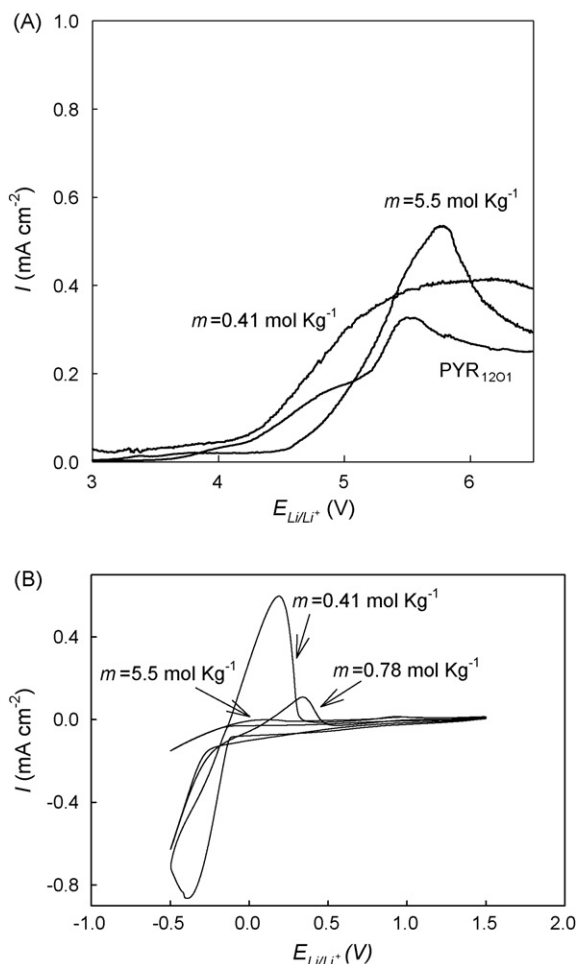 (A)
1.0
0.8
0.6
0.4
0.2
0.0
I (mA cm⁻²)
m=5.5 mol Kg⁻¹
m=0.41 mol Kg⁻¹
PYR₁₂O₁
3 4 5 6
E_Li/Li⁺ (V)
(B)
0.4
0.0
-0.4
-0.8
I (mA cm⁻²)
m=0.41 mol Kg⁻¹
m=5.5 mol Kg⁻¹
m=0.78 mol Kg⁻¹
-1.0 -0.5 0.0 0.5 1.0 1.5 2.0
E_Li/Li⁺ (V)